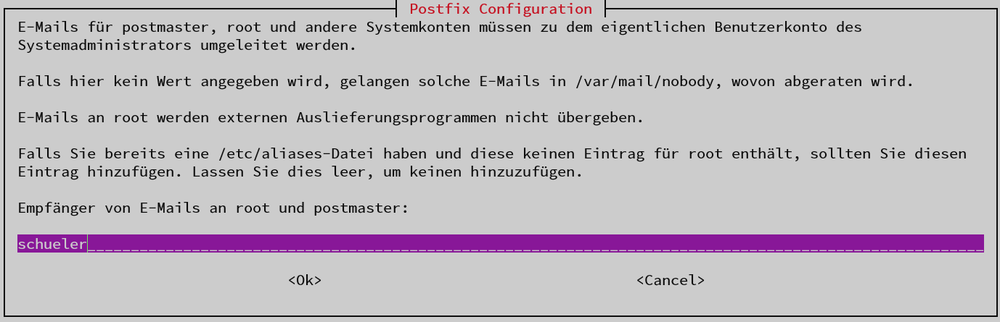 Postfix Configuration
E-Mails für postmaster, root und andere Systemkonten müssen zu dem eigentlichen Benutzerkonto des
Systemadministrators umgeleitet werden.
Falls hier kein Wert angegeben wird, gelangen solche E-Mails in /var/mail/nobody, wovon abgeraten wird.
E-Mails an root werden externen Auslieferungsprogrammen nicht übergeben.
Falls Sie bereits eine /etc/aliases-Datei haben und diese keinen Eintrag für root enthält, sollten Sie diesen
Eintrag hinzufügen. Lassen Sie dies leer, um keinen hinzuzufügen.
Empfänger von E-Mails an root und postmaster:
schueler
<Ok> <Cancel>